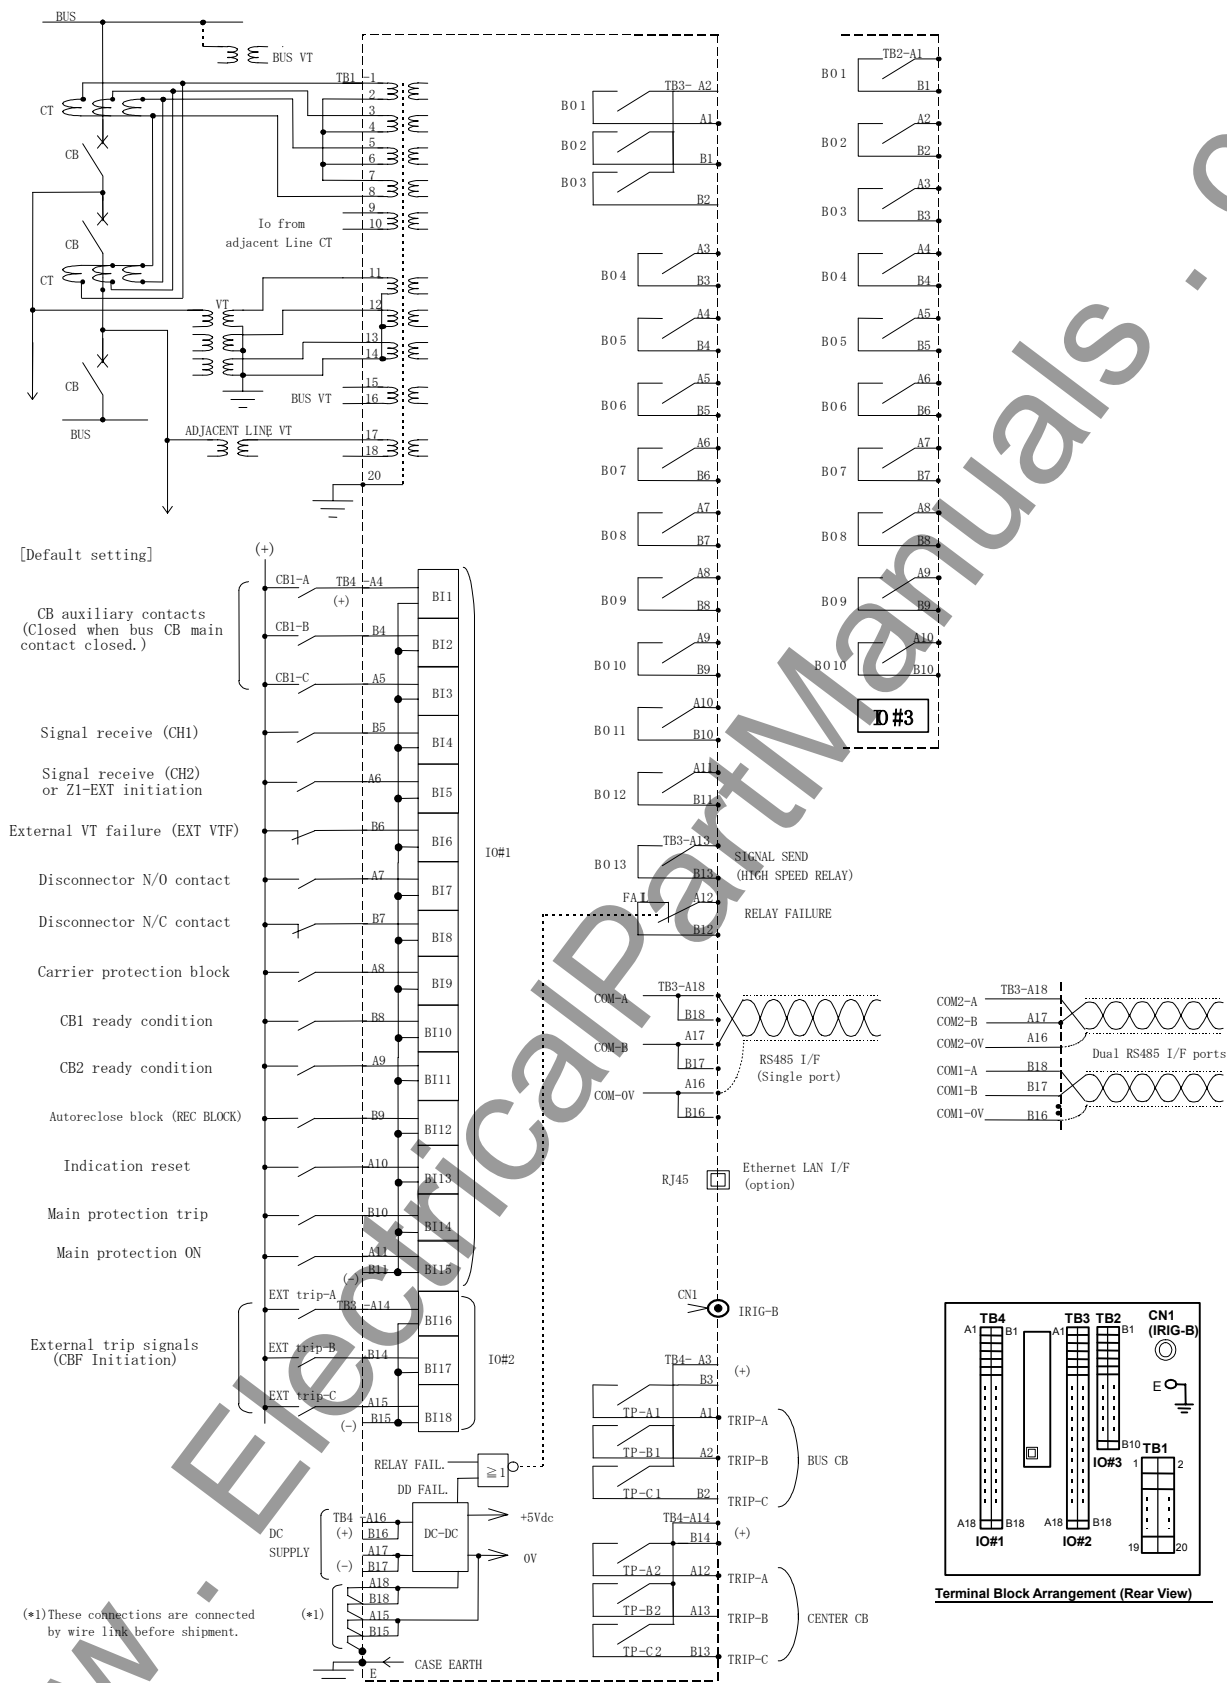 BUS
BUS VT
CT
CB
CB
CT
VT
CB
BUS
TB1 -1
2
3
4
5
6
7
8
9
10
Io from
adjacent Line CT
11
12
13
14
15
BUS VT
16
ADJACENT LINE VT
17
18
20
[Default setting]
(+)
CB auxiliary contacts
(Closed when bus CB main
contact closed.)
CB1-A
TB4 -A4
(+)
BI1
CB1-B
B4
BI2
CB1-C
A5
BI3
Signal receive (CH1)
B5
BI4
Signal receive (CH2)
or Z1-EXT initiation
A6
BI5
External VT failure (EXT VTF)
B6
BI6
IO#1
Disconnector N/O contact
A7
BI7
Disconnector N/C contact
B7
BI8
Carrier protection block
A8
BI9
CB1 ready condition
B8
BI10
CB2 ready condition
A9
BI11
Autoreclose block (REC BLOCK)
B9
BI12
Indication reset
A10
BI13
Main protection trip
B10
BI14
Main protection ON
A11
(-)
B11
BI15
External trip signals
(CBF Initiation)
EXT trip-A
TB3 -A14
BI16
EXT trip-B
B14
BI17
IO#2
EXT trip-C
A15
(-)
B15
BI18
RELAY FAIL.
≧1
DD FAIL.
DC
SUPPLY
TB4 -A16
(+)
B16
A17
(-)
B17
DC-DC
+5Vdc
0V
A18
B18
(*1)
A15
B15
(*1)These connections are connected
by wire link before shipment.
E
CASE EARTH
BO1
TB3- A2
A1
BO2
B1
BO3
B2
BO4
A3
B3
BO5
A4
B4
BO6
A5
B5
BO7
A6
B6
BO8
A7
B7
BO9
A8
B8
BO10
A9
B9
BO11
A10
B10
BO12
A11
B11
BO13
TB3-A13
B13
SIGNAL SEND
(HIGH SPEED RELAY)
FAIL
A12
B12
RELAY FAILURE
COM-A
TB3-A18
B18
COM-B
A17
B17
COM-0V
A16
B16
RS485 I/F
(Single port)
RJ45
Ethernet LAN I/F
(option)
CN1
IRIG-B
TB4- A3
(+)
B3
TP-A1
A1
TRIP-A
TP-B1
A2
TRIP-B
TP-C1
B2
TRIP-C
BUS CB
TB4-A14
(+)
B14
TP-A2
A12
TRIP-A
TP-B2
A13
TRIP-B
TP-C2
B13
TRIP-C
CENTER CB
BO1
TB2-A1
B1
BO2
A2
B2
BO3
A3
B3
BO4
A4
B4
BO5
A5
B5
BO6
A6
B6
BO7
A7
B7
BO8
A8
B8
BO9
A9
B9
BO10
A10
B10
IO#3
COM2-A
TB3-A18
COM2-B
A17
COM2-0V
A16
Dual RS485 I/F ports
COM1-A
B18
COM1-B
B17
COM1-0V
B16
TB4
TB3
TB2
CN1
(IRIG-B)
A1
B1
A1
B1
E
B10
TB1
IO#3
1
2
A18
B18
A18
B18
19
20
IO#1
IO#2
Terminal Block Arrangement (Rear View)
w . ElectricalPartManuals . c